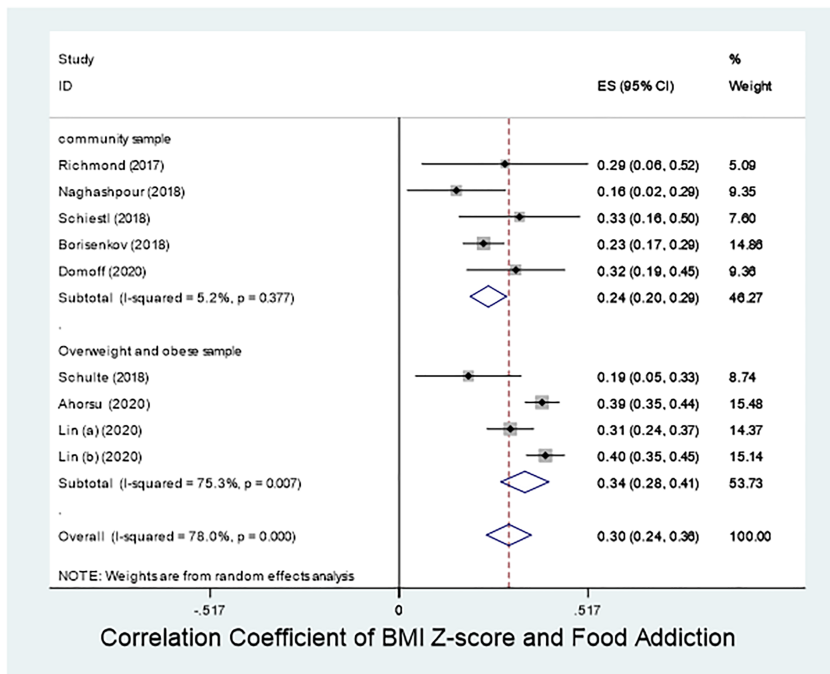 Study %
ID ES (95% CI) Weight
community sample
Richmond (2017) 0.29 (0.06, 0.52) 5.09
Naghashpour (2018) 0.16 (0.02, 0.29) 9.35
Schiestl (2018) 0.33 (0.16, 0.50) 7.60
Borisenkov (2018) 0.23 (0.17, 0.29) 14.86
Domoff (2020) 0.32 (0.19, 0.45) 9.36
Subtotal (I-squared = 5.2%, p = 0.377) 0.24 (0.20, 0.29) 46.27
.
Overweight and obese sample
Schulte (2018) 0.19 (0.05, 0.33) 8.74
Ahorsu (2020) 0.39 (0.35, 0.44) 15.48
Lin (a) (2020) 0.31 (0.24, 0.37) 14.37
Lin (b) (2020) 0.40 (0.35, 0.45) 15.14
Subtotal (I-squared = 75.3%, p = 0.007) 0.34 (0.28, 0.41) 53.73
.
Overall (I-squared = 78.0%, p = 0.000) 0.30 (0.24, 0.36) 100.00
NOTE: Weights are from random effects analysis
-.517 0 .517
Correlation Coefficient of BMI Z-score and Food Addiction